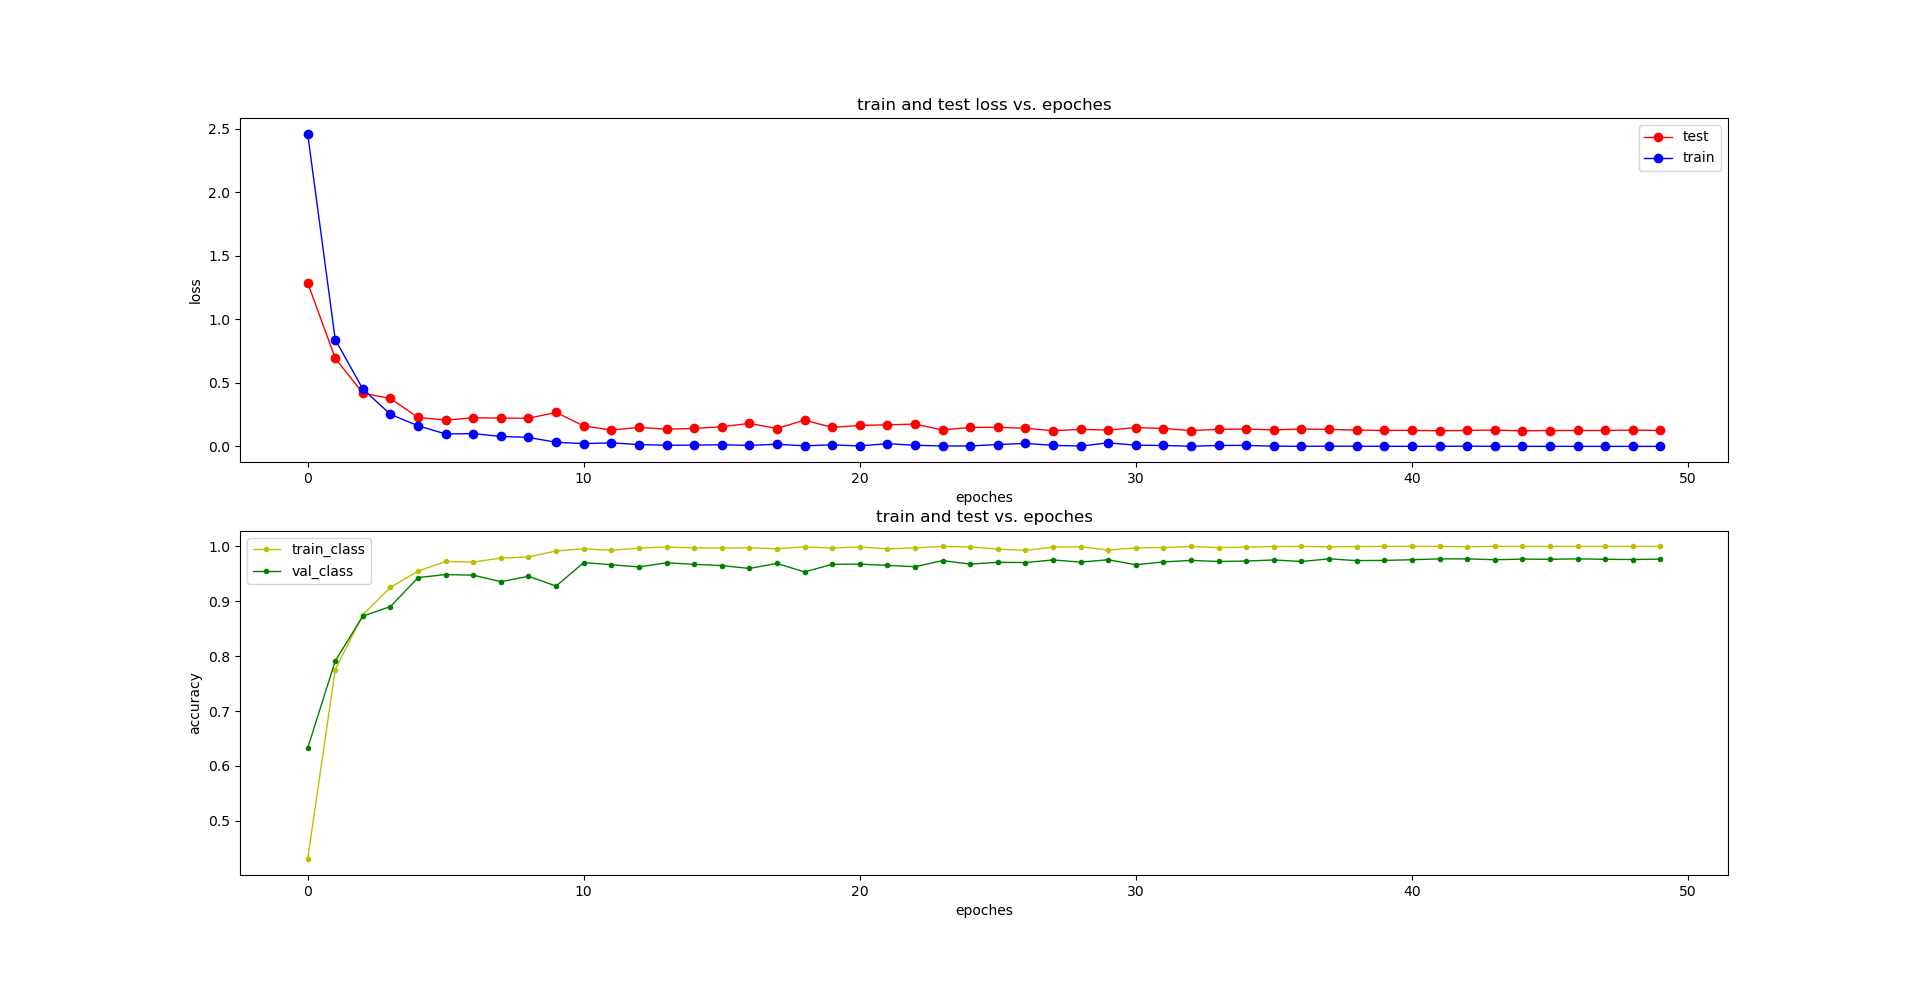 train and test loss vs. epoches
2.5
2.0
1.5
1.0
0.5
0.0
loss
test
train
0 10 20 30 40 50
epoches
train and test vs. epoches
1.0
0.9
0.8
0.7
0.6
0.5
accuracy
train_class
val_class
0 10 20 30 40 50
epoches